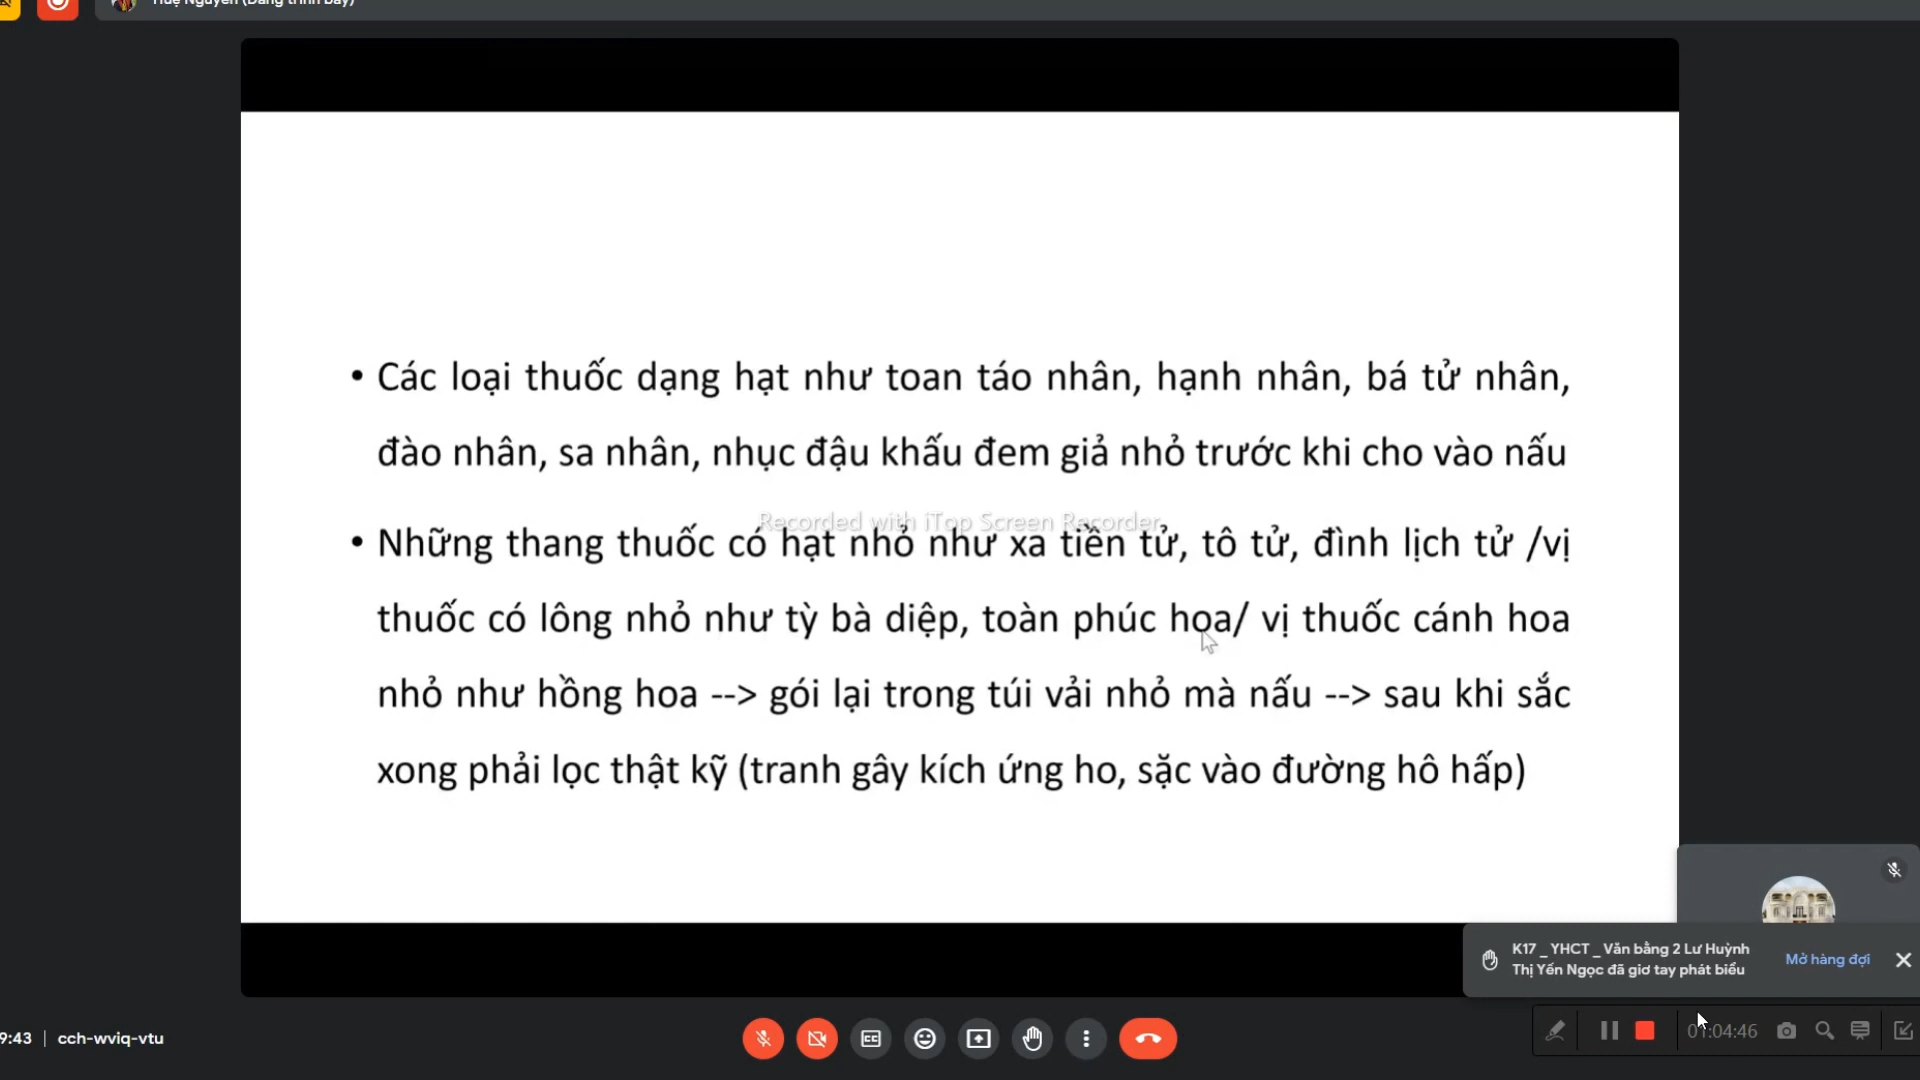 Huệ Nguyễn (Đang trình bày)
• Các loại thuốc dạng hạt như toan táo nhân, hạnh nhân, bá tử nhân,
đào nhân, sa nhân, nhục đậu khấu đem giả nhỏ trước khi cho vào nấu
Recorded with iTop Screen Recorder
• Những thang thuốc có hạt nhỏ như xa tiền tử, tô tử, đình lịch tử /vị
thuốc có lông nhỏ như tỳ bà diệp, toàn phúc hoa/ vị thuốc cánh hoa
nhỏ như hồng hoa --> gói lại trong túi vải nhỏ mà nấu --> sau khi sắc
xong phải lọc thật kỹ (tranh gây kích ứng ho, sặc vào đường hô hấp)
K17 _ YHCT _ Văn bằng 2 Lư Huỳnh
Thị Yến Ngọc đã giơ tay phát biểu
Mở hàng đợi
9:43 | cch-wviq-vtu
01:04:46